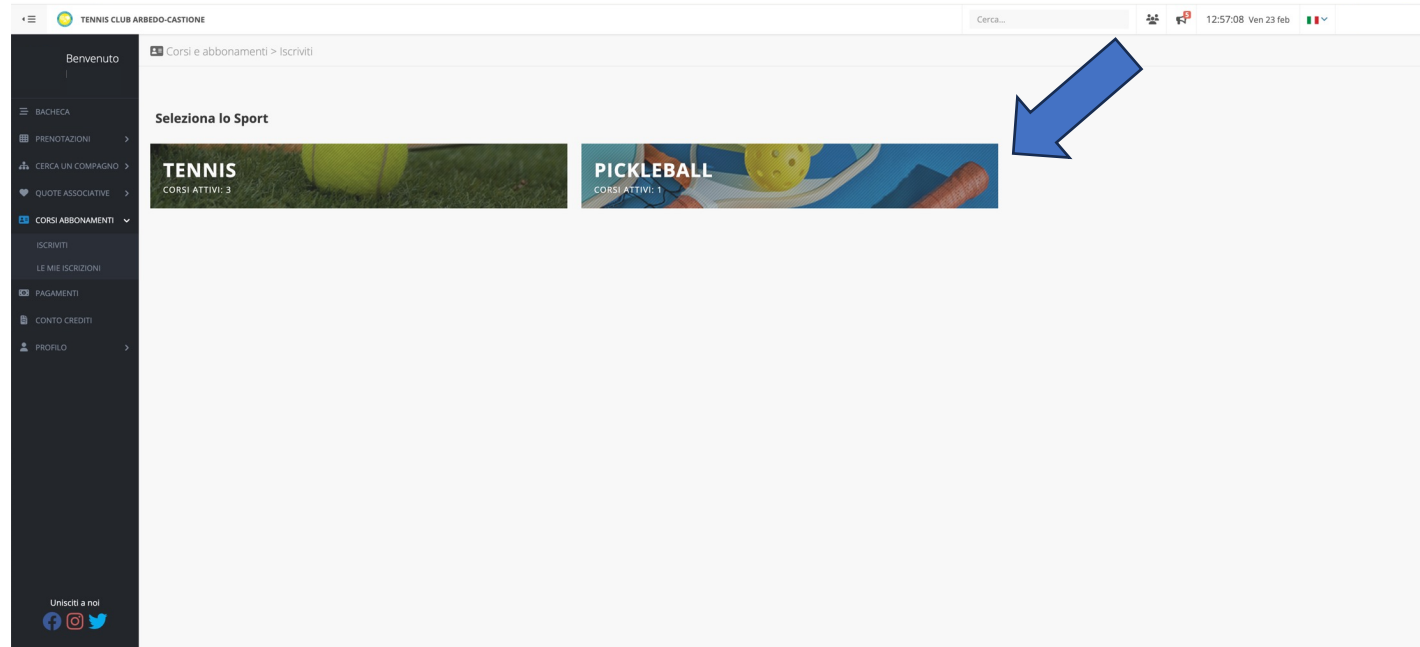 TENNIS CLUB ARBEDO-CASTIONE
Cerca...
5
12:57:08 Ven 23 feb
Benvenuto
Corsi e abbonamenti > Iscriviti
BACHECA
PRENOTAZIONI
CERCA UN COMPAGNO
QUOTE ASSOCIATIVE
CORSI ABBONAMENTI
ISCRIVITI
LE MIE ISCRIZIONI
PAGAMENTI
CONTO CREDITI
PROFILO
Seleziona lo Sport
TENNIS
CORSI ATTIVI: 3
PICKLEBALL
CORSI ATTIVI: 1
Unisciti a noi